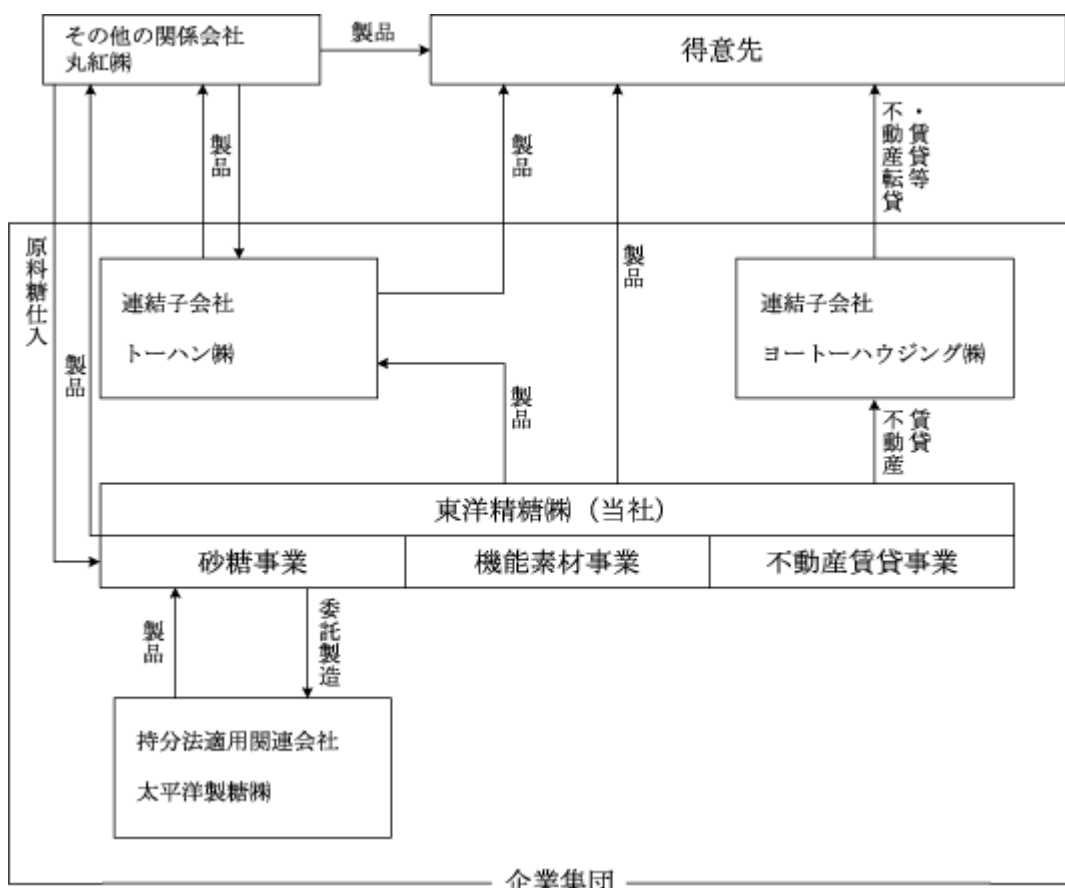 その他の関係会社
丸紅㈱
製品
得意先
製品
製品
不動産転貸
・賃貸等
原料糖仕入
製品
製品
連結子会社
トーハン㈱
連結子会社
ヨートーハウジング㈱
製品
不動産
賃貸
東洋精糖㈱（当社）
砂糖事業
機能素材事業
不動産賃貸事業
製品
委託製造
持分法適用関連会社
太平洋製糖㈱
企業集団